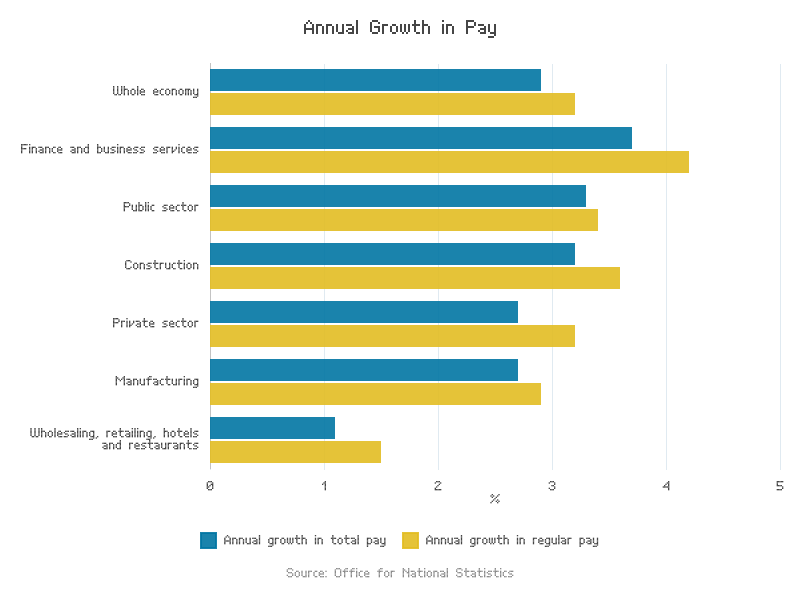 Annual Growth in Pay
Whole economy
Finance and business services
Public sector
Construction
Private sector
Manufacturing
Wholesaling, retailing, hotels
and restaurants
0 1 2 3 4 5
%
Annual growth in total pay Annual growth in regular pay
Source: Office for National Statistics